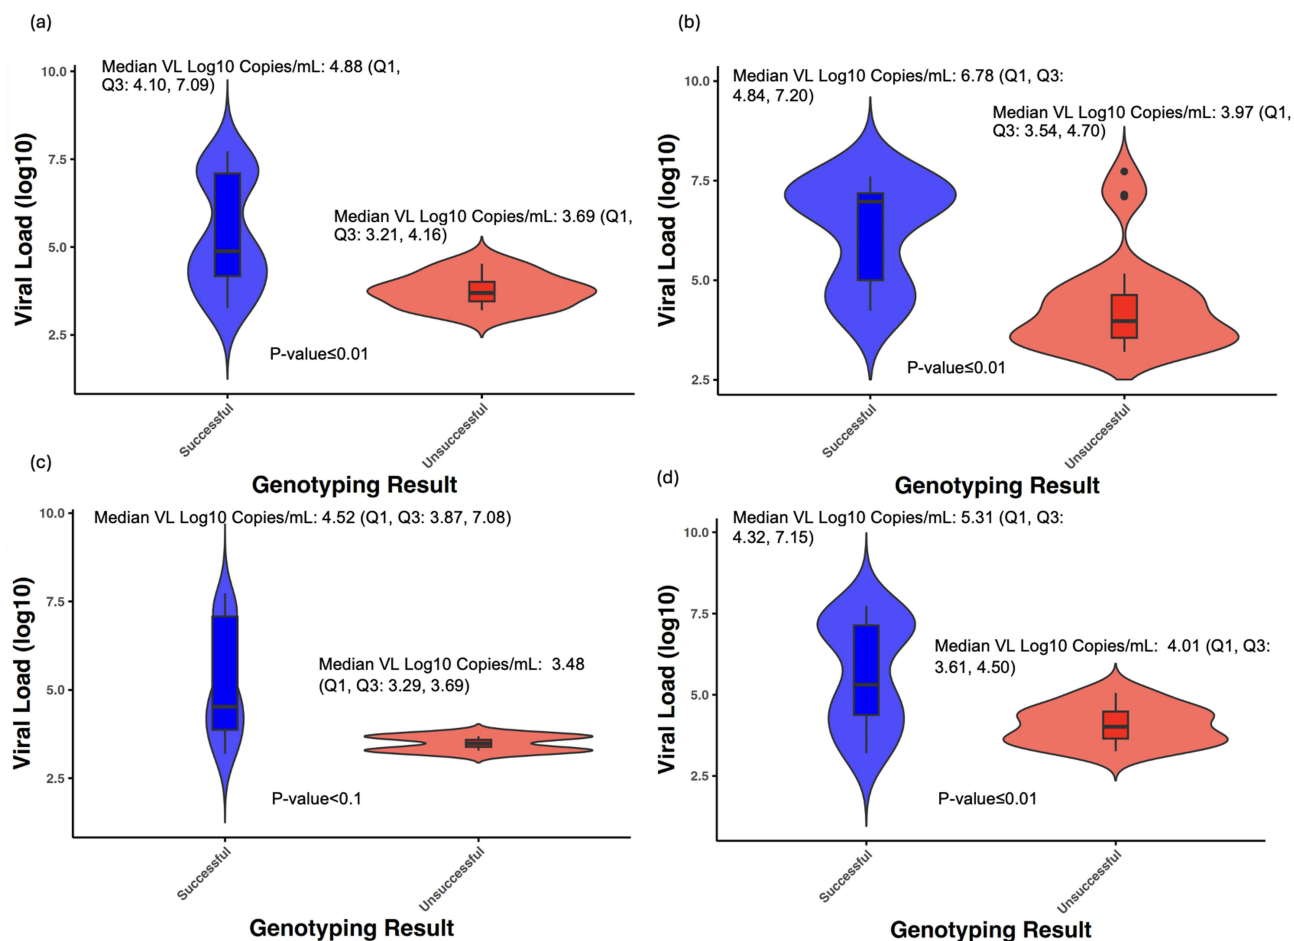 (a)
Median VL Log10 Copies/mL: 4.88 (Q1,
Q3: 4.10, 7.09)
Median VL Log10 Copies/mL: 3.69 (Q1,
Q3: 3.21, 4.16)
P-value≤0.01
Viral Load (log10)
10.0
7.5
5.0
2.5
Successful
Unsuccessful
Genotyping Result
(b)
Median VL Log10 Copies/mL: 6.78 (Q1, Q3:
4.84, 7.20)
Median VL Log10 Copies/mL: 3.97 (Q1,
Q3: 3.54, 4.70)
P-value≤0.01
Viral Load (log10)
10.0
7.5
5.0
2.5
Successful
Unsuccessful
Genotyping Result
(c)
Median VL Log10 Copies/mL: 4.52 (Q1, Q3: 3.87, 7.08)
Median VL Log10 Copies/mL:  3.48
(Q1, Q3: 3.29, 3.69)
P-value<0.1
Viral Load (log10)
10.0
7.5
5.0
2.5
Successful
Unsuccessful
Genotyping Result
(d)
Median VL Log10 Copies/mL: 5.31 (Q1, Q3:
4.32, 7.15)
Median VL Log10 Copies/mL:  4.01 (Q1, Q3:
3.61, 4.50)
P-value≤0.01
Viral Load (log10)
10.0
7.5
5.0
2.5
Successful
Unsuccessful
Genotyping Result